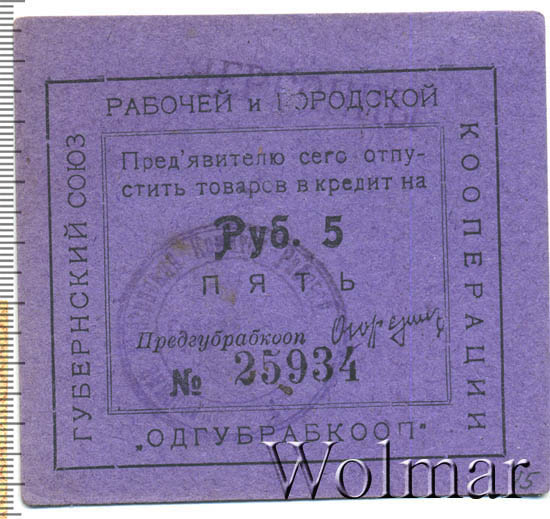 РАБОЧЕЙ и ГОРОДСКОЙ
ГУБЕРНСКИЙ СОЮЗ
КООПЕРАЦИИ
Пред'явителю сего отпу-
стить товаров в кредит на
Руб. 5
ПЯТЬ
Предгубрабкооп
№ 25934
„ОДГУБРАБКООП"
Wolmar